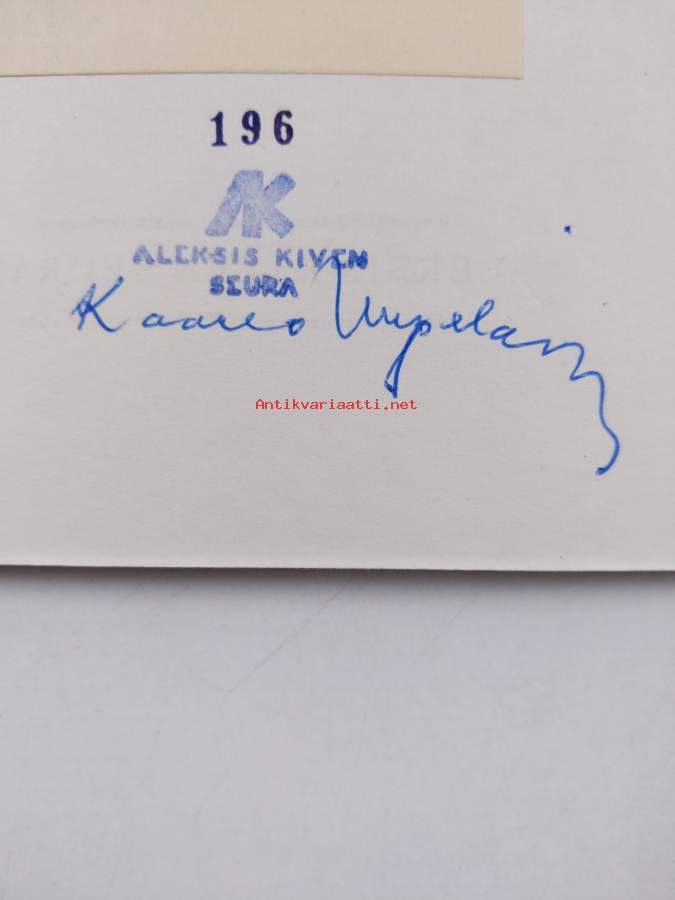 196
AK
ALEKSIS KIVEN
SEURA
Kaarlo
Antikvariaatti.net